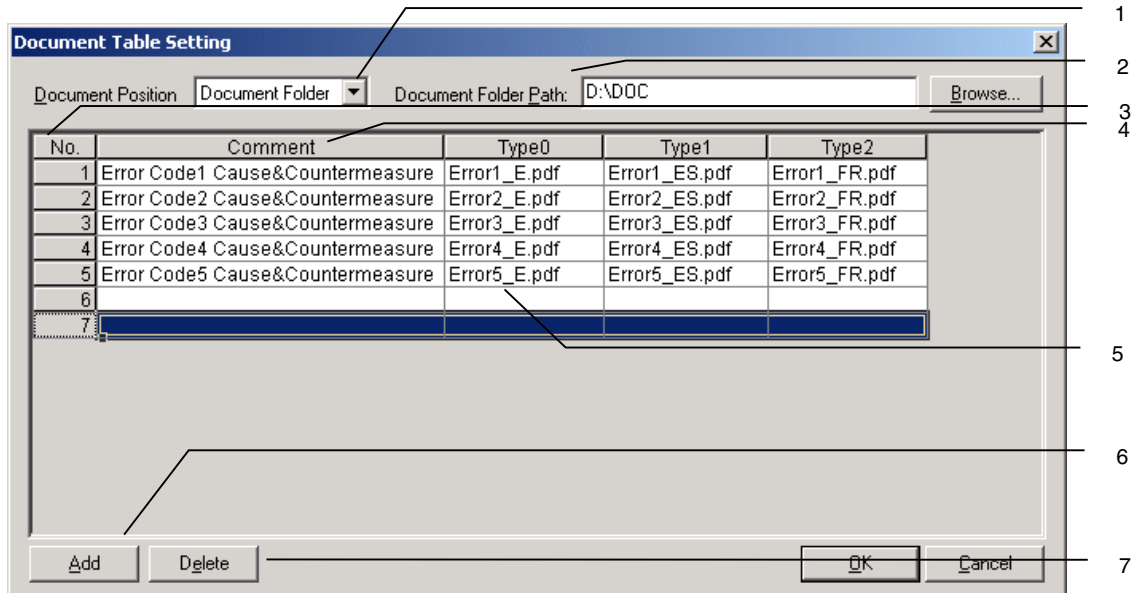 1
Document Table Setting
2
Document Position Document Folder Document Folder Path: D:\DOC Browse...
3
4
No. Comment Type0 Type1 Type2
1 Error Code1 Cause&Countermeasure Error1_E.pdf Error1_ES.pdf Error1_FR.pdf
2 Error Code2 Cause&Countermeasure Error2_E.pdf Error2_ES.pdf Error2_FR.pdf
3 Error Code3 Cause&Countermeasure Error3_E.pdf Error3_ES.pdf Error3_FR.pdf
4 Error Code4 Cause&Countermeasure Error4_E.pdf Error4_ES.pdf Error4_FR.pdf
5 Error Code5 Cause&Countermeasure Error5_E.pdf Error5_ES.pdf Error5_FR.pdf
6
7
5
6
Add Delete OK Cancel 7